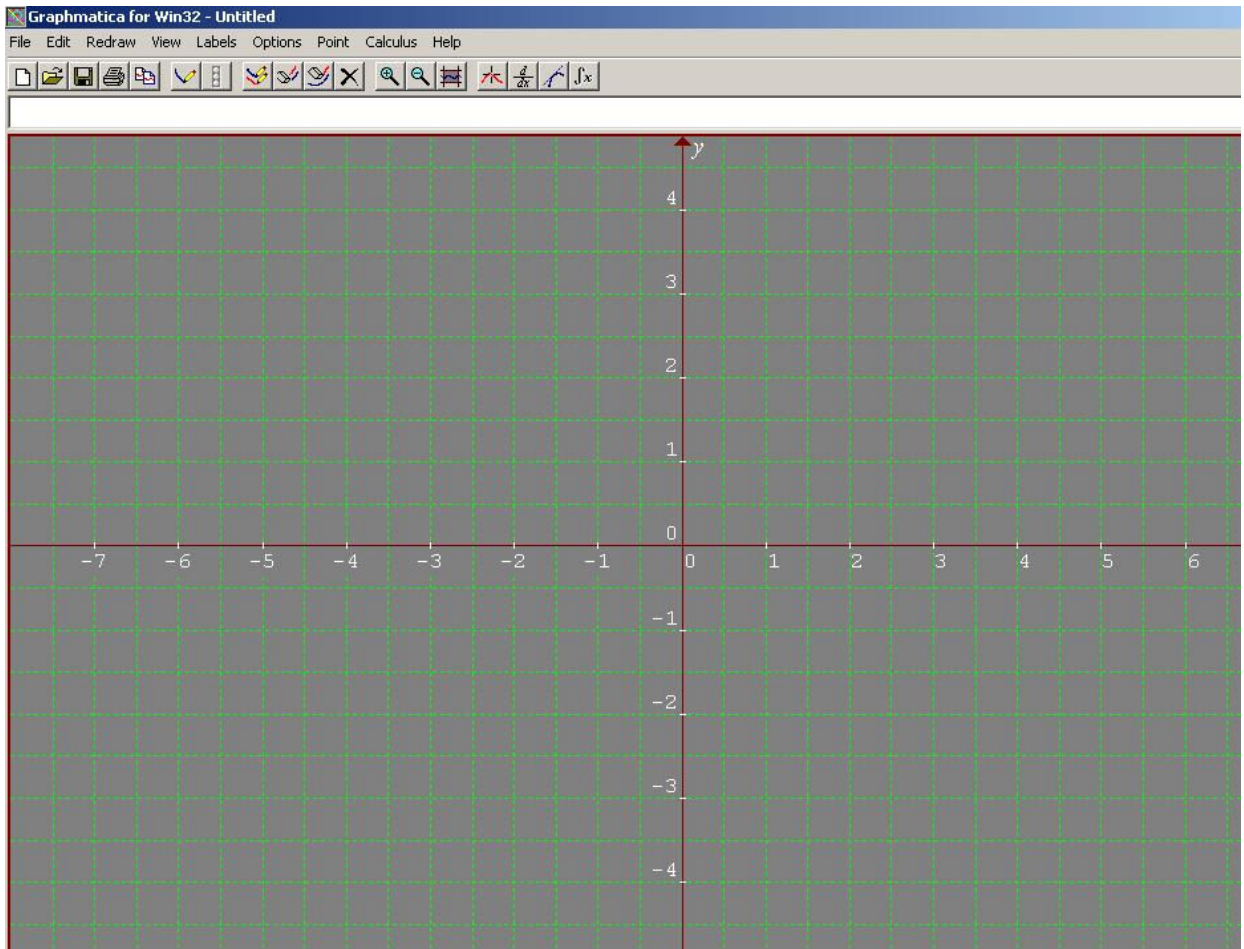 Graphmatica for Win32 - Untitled
File Edit Redraw View Labels Options Point Calculus Help
d/dx ∫x
y
4
3
2
1
0
-7 -6 -5 -4 -3 -2 -1 0 1 2 3 4 5 6
-1
-2
-3
-4